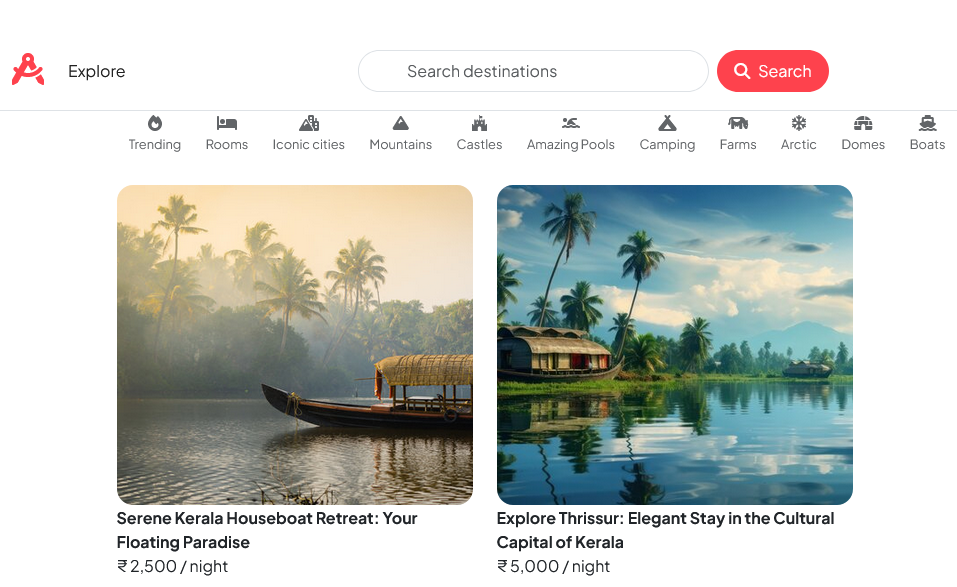 Explore
Search destinations
Search
Trending
Rooms
Iconic cities
Mountains
Castles
Amazing Pools
Camping
Farms
Arctic
Domes
Boats
Serene Kerala Houseboat Retreat: Your
Floating Paradise
₹ 2,500 / night
Explore Thrissur: Elegant Stay in the Cultural
Capital of Kerala
₹ 5,000 / night